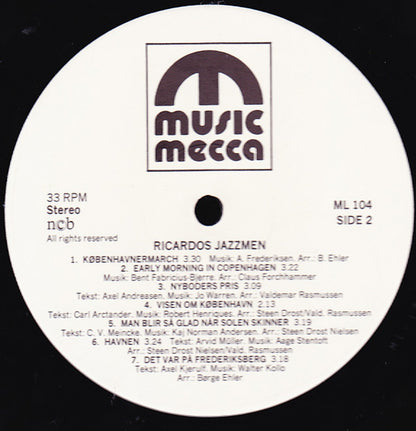 music
mecca
33 RPM
Stereo
ncb
All rights reserved
ML 104
SIDE 2
RICARDOS JAZZMEN
1. KØBENHAVNERMARCH 3.30 Musik: A. Frederiksen, Arr.: B. Ehler
2. EARLY MORNING IN COPENHAGEN 3.22
Musik: Bent Fabricius-Bjerre. Arr.: Claus Forchhammer
3. NYBODERS PRIS 3.09
Tekst: Axel Andreasen. Musik: Jo Warren. Arr.: Valdemar Rasmussen
4. VISEN OM KØBENHAVN 2.13
Tekst: Carl Arctander. Musik: Robert Henriques. Arr.: Steen Drost/Vald. Rasmussen
5. MAN BLIR SÅ GLAD NÅR SOLEN SKINNER 3.19
Tekst: C. V. Meincke. Musik: Kaj Norman Andersen. Arr.: Steen Drost Nielsen
6. HAVNEN 3.24 Tekst: Arvid Müller. Musik: Aage Stentoft
Arr.: Steen Drost Nielsen/Vald. Rasmussen
7. DET VAR PÅ FREDERIKSBERG 3.18
Tekst: Axel Kjerulf. Musik: Walter Kollo
Arr.: Børge Ehler